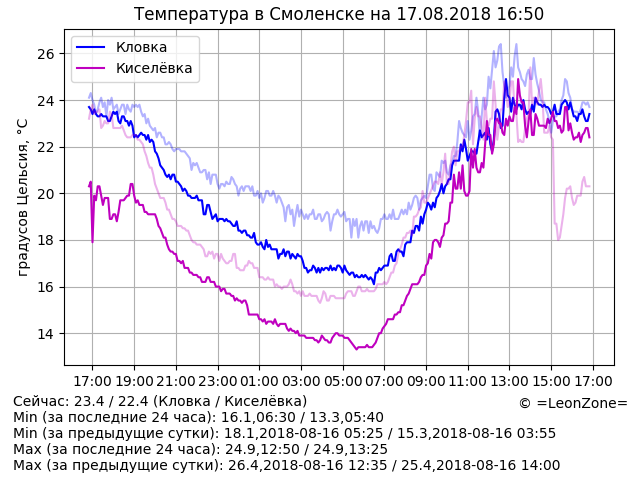 Температура в Смоленске на 17.08.2018 16:50
Кловка
Киселёвка
градусов Цельсия, °C
26
24
22
20
18
16
14
17:00 19:00 21:00 23:00 01:00 03:00 05:00 07:00 09:00 11:00 13:00 15:00 17:00
Сейчас: 23.4 / 22.4 (Кловка / Киселёвка)
© =LeonZone=
Min (за последние 24 часа): 16.1,06:30 / 13.3,05:40
Min (за предыдущие сутки): 18.1,2018-08-16 05:25 / 15.3,2018-08-16 03:55
Max (за последние 24 часа): 24.9,12:50 / 24.9,13:25
Max (за предыдущие сутки): 26.4,2018-08-16 12:35 / 25.4,2018-08-16 14:00